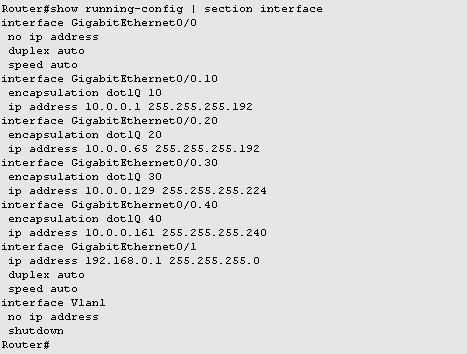 Router#show running-config | section interface
interface GigabitEthernet0/0
no ip address
duplex auto
speed auto
interface GigabitEthernet0/0.10
encapsulation dot1Q 10
ip address 10.0.0.1 255.255.255.192
interface GigabitEthernet0/0.20
encapsulation dot1Q 20
ip address 10.0.0.65 255.255.255.192
interface GigabitEthernet0/0.30
encapsulation dot1Q 30
ip address 10.0.0.129 255.255.255.224
interface GigabitEthernet0/0.40
encapsulation dot1Q 40
ip address 10.0.0.161 255.255.255.240
interface GigabitEthernet0/1
ip address 192.168.0.1 255.255.255.0
duplex auto
speed auto
interface Vlan1
no ip address
shutdown
Router#